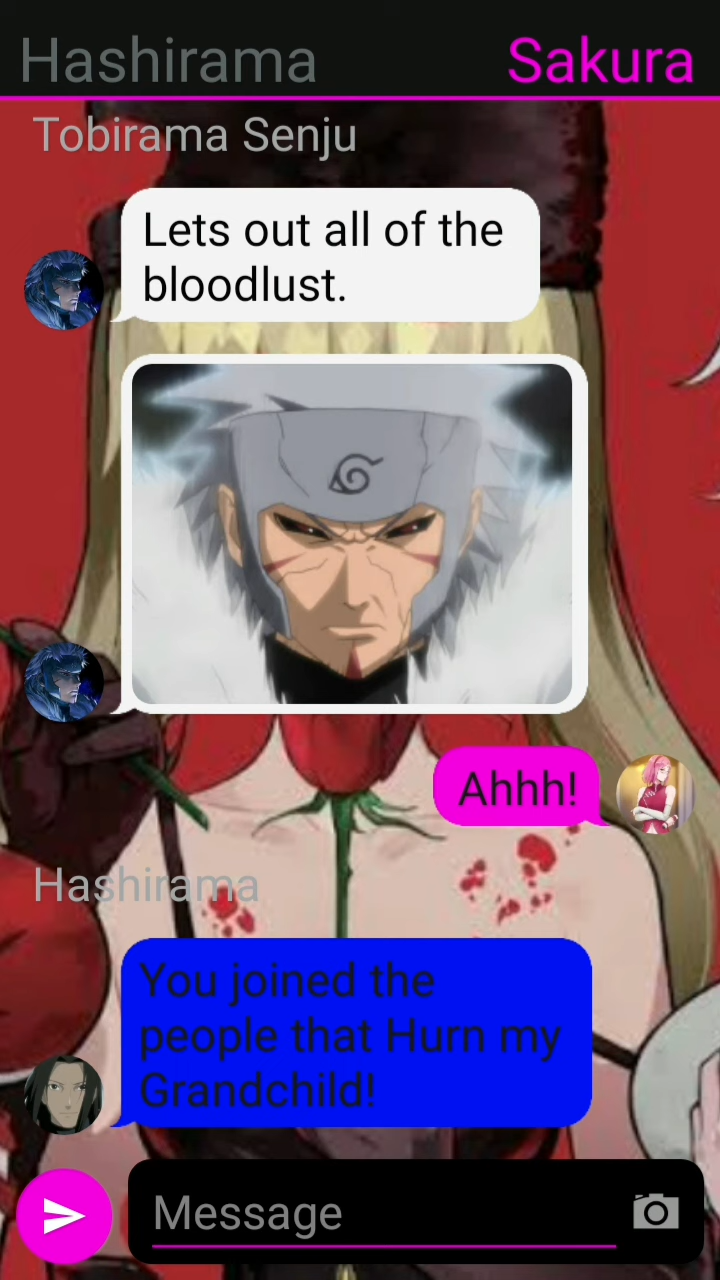 Hashirama
Sakura
Tobirama Senju
Lets out all of the
bloodlust.
Ahhh!
Hashirama
You joined the
people that Hurn my
Grandchild!
Message